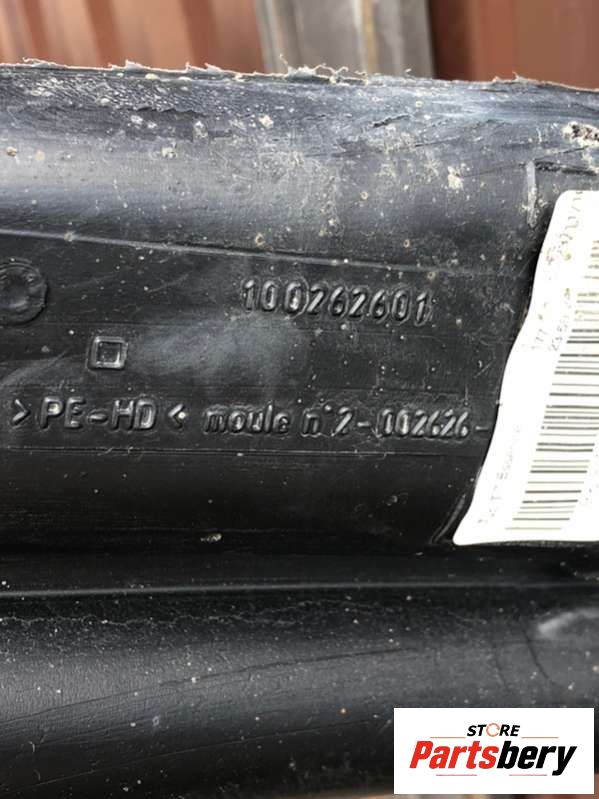 100262601
>PE-HD< moule n°2-002626-
STORE
Partsbery